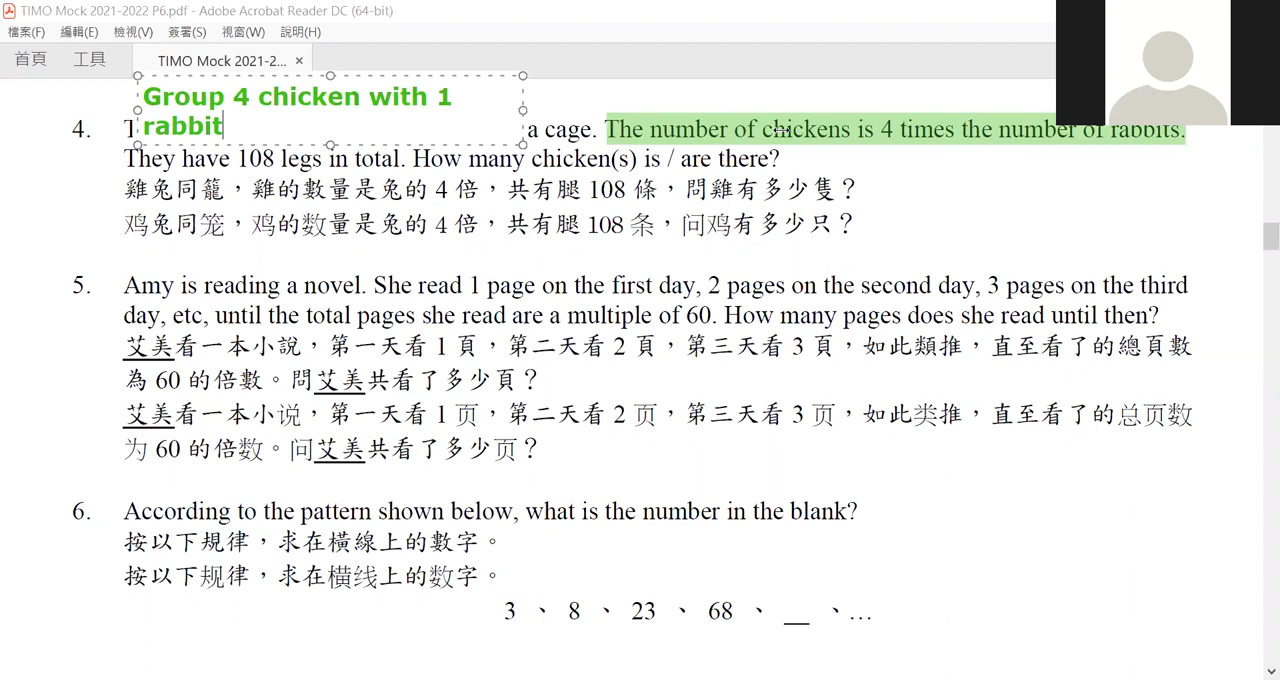 TIMO Mock 2021-2022 P6.pdf - Adobe Acrobat Reader DC (64-bit)
檔案(F) 編輯(E) 檢視(V) 簽署(S) 視窗(W) 說明(H)
首頁 工具 TIMO Mock 2021-2... ×
Group 4 chicken with 1
rabbit
4. a cage. The number of chickens is 4 times the number of rabbits.
They have 108 legs in total. How many chicken(s) is / are there?
雞兔同籠，雞的數量是兔的 4 倍，共有腿 108 條，問雞有多少隻？
鸡兔同笼，鸡的数量是兔的 4 倍，共有腿 108 条，问鸡有多少只？
5. Amy is reading a novel. She read 1 page on the first day, 2 pages on the second day, 3 pages on the third
day, etc, until the total pages she read are a multiple of 60. How many pages does she read until then?
艾美看一本小說，第一天看 1 頁，第二天看 2 頁，第三天看 3 頁，如此類推，直至看了的總頁數
為 60 的倍數。問艾美共看了多少頁？
艾美看一本小说，第一天看 1 页，第二天看 2 页，第三天看 3 页，如此类推，直至看了的总页数
为 60 的倍数。问艾美共看了多少页？
6. According to the pattern shown below, what is the number in the blank?
按以下規律，求在橫線上的數字。
按以下规律，求在横线上的数字。
3 、 8 、 23 、 68 、 __ 、…